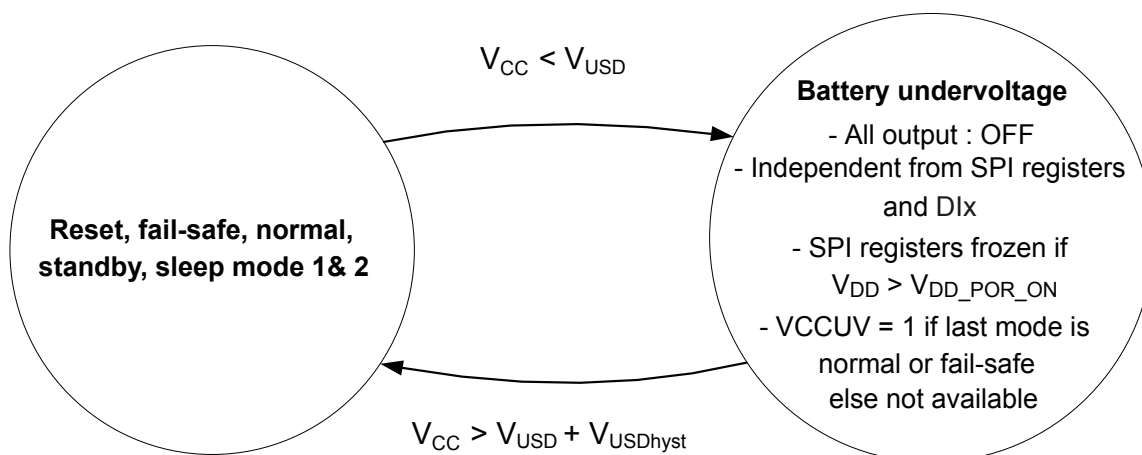 V_CC < V_USD
Battery undervoltage
- All output : OFF
- Independent from SPI registers
and DIx
- SPI registers frozen if
V_DD > V_DD_POR_ON
- VCCUV = 1 if last mode is
normal or fail-safe
else not available
Reset, fail-safe, normal,
standby, sleep mode 1& 2
V_CC > V_USD + V_USDhyst